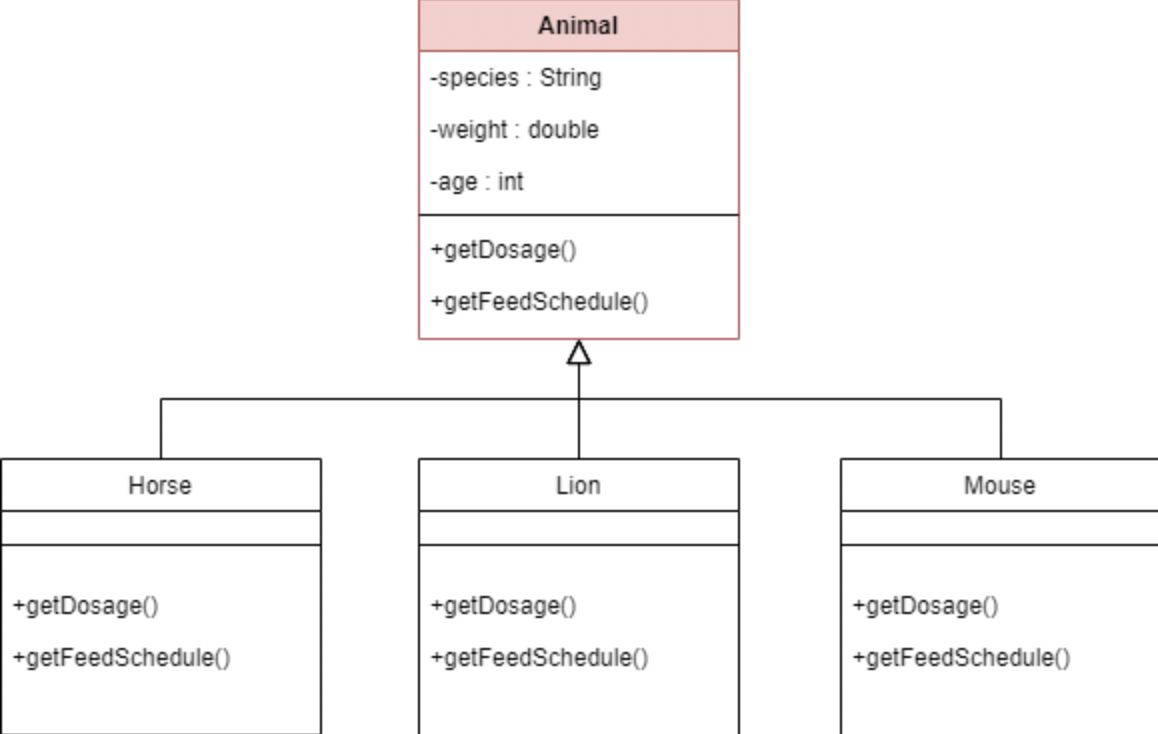 Animal
-species : String
-weight : double
-age : int
+getDosage()
+getFeedSchedule()
Horse
Lion
Mouse
+getDosage()
+getFeedSchedule()
+getDosage()
+getFeedSchedule()
+getDosage()
+getFeedSchedule()